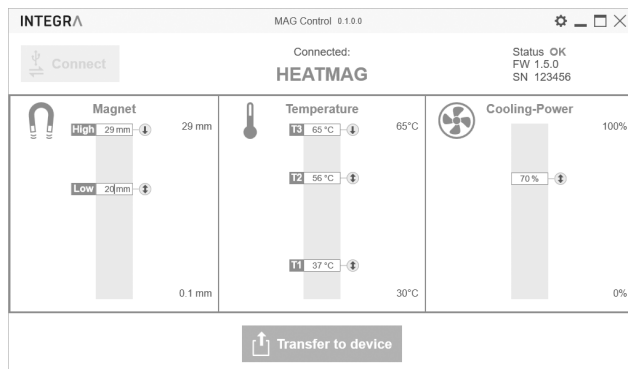 INTEGRA MAG Control 0.1.0.0
Connect
Connected:
HEATMAG
Status OK
FW 1.5.0
SN 123456
Magnet
High 29 mm 29 mm
Low 20 mm
0.1 mm
Temperature
T3 65 °C 65°C
T2 56 °C
T1 37 °C
30°C
Cooling-Power
100%
70 %
0%
Transfer to device